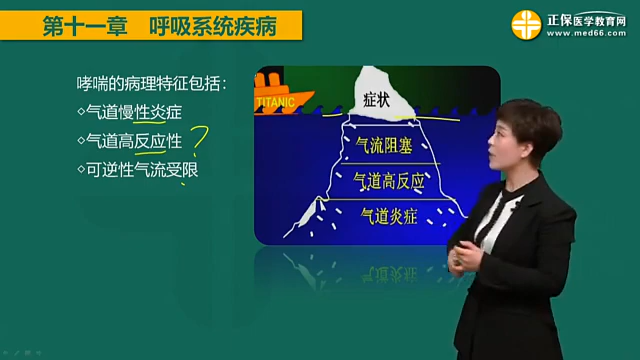 第十一章 呼吸系统疾病
正保医学教育网
www.med66.com
哮喘的病理特征包括：
◇气道慢性炎症
◇气道高反应性
?
◇可逆性气流受限
TITANIC
症状
气流阻塞
气道高反应
气道炎症